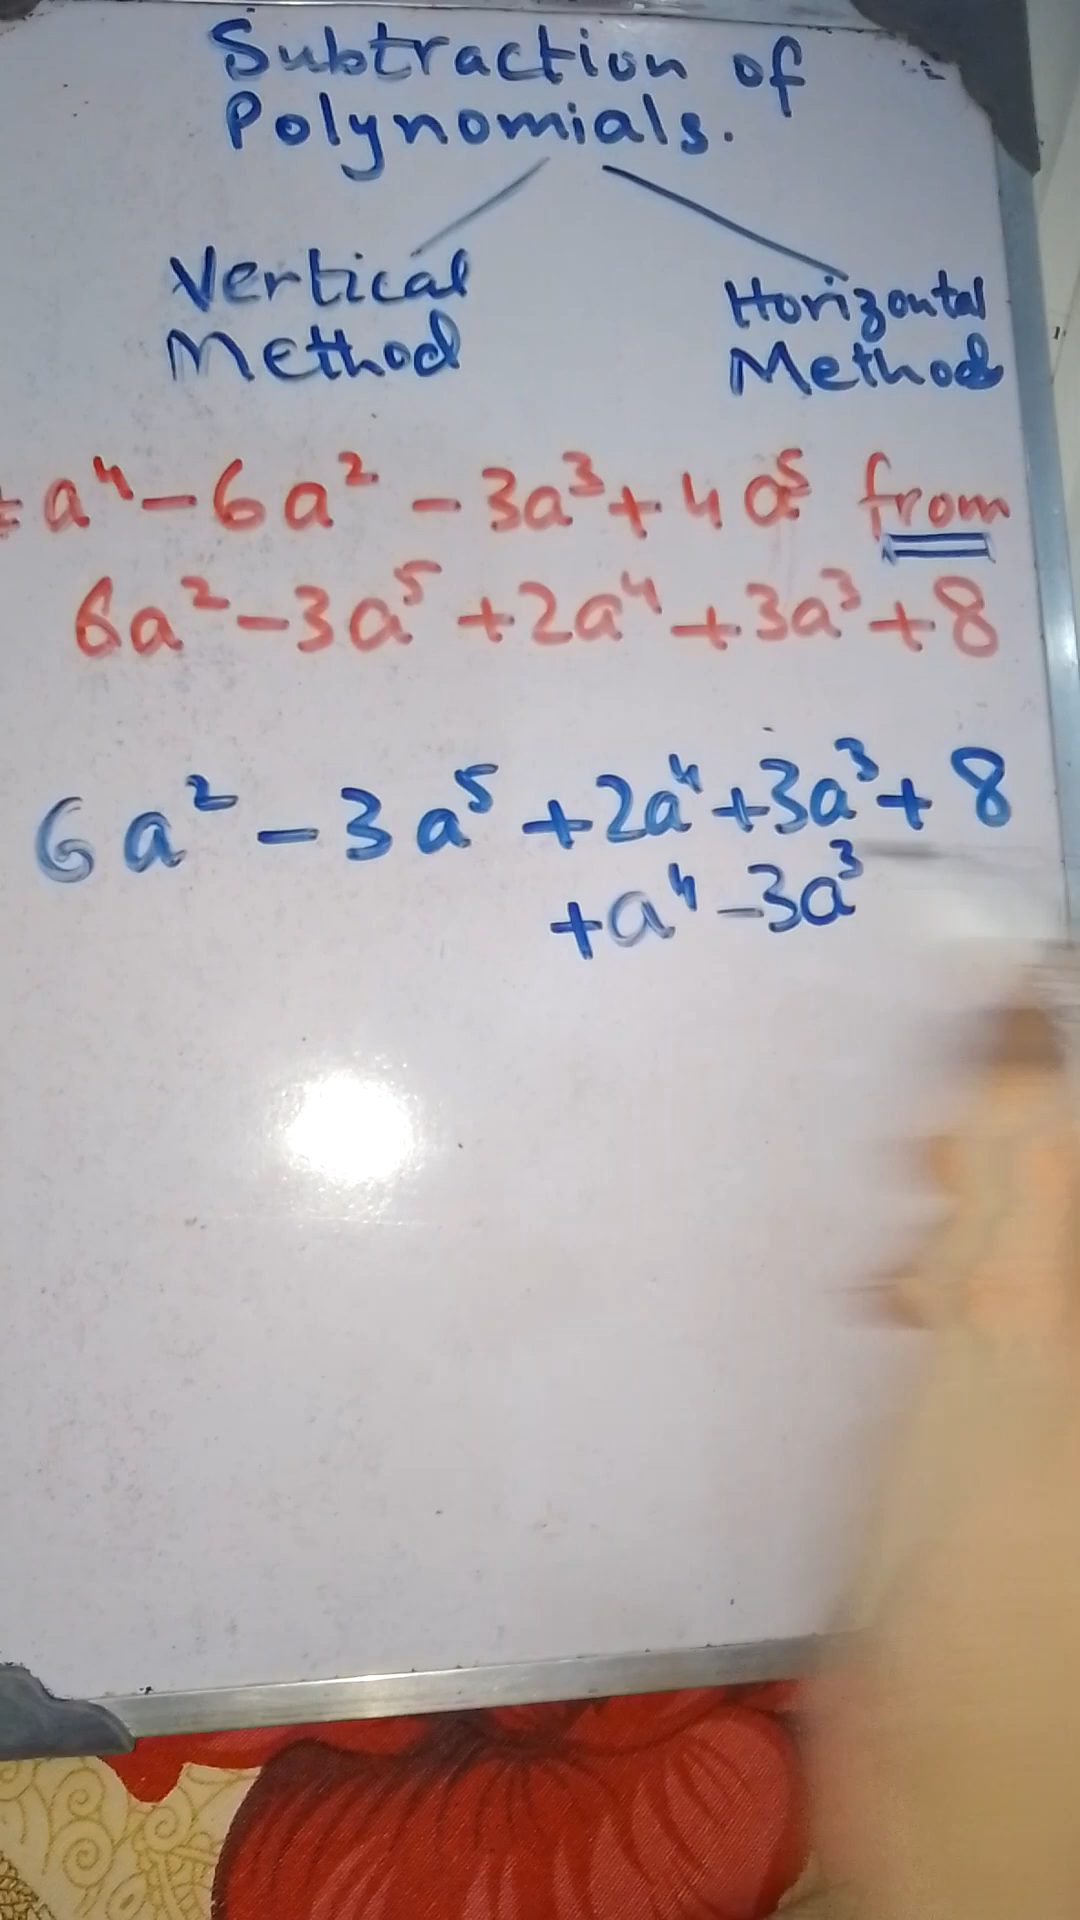 Subtraction of
Polynomials.
Vertical
Method
Horizontal
Method
a⁴ - 6a² - 3a³ + 4a⁵ from
6a² - 3a⁵ + 2a⁴ + 3a³ + 8
6a² - 3a⁵ + 2a⁴ + 3a³ + 8
+a⁴ - 3a³